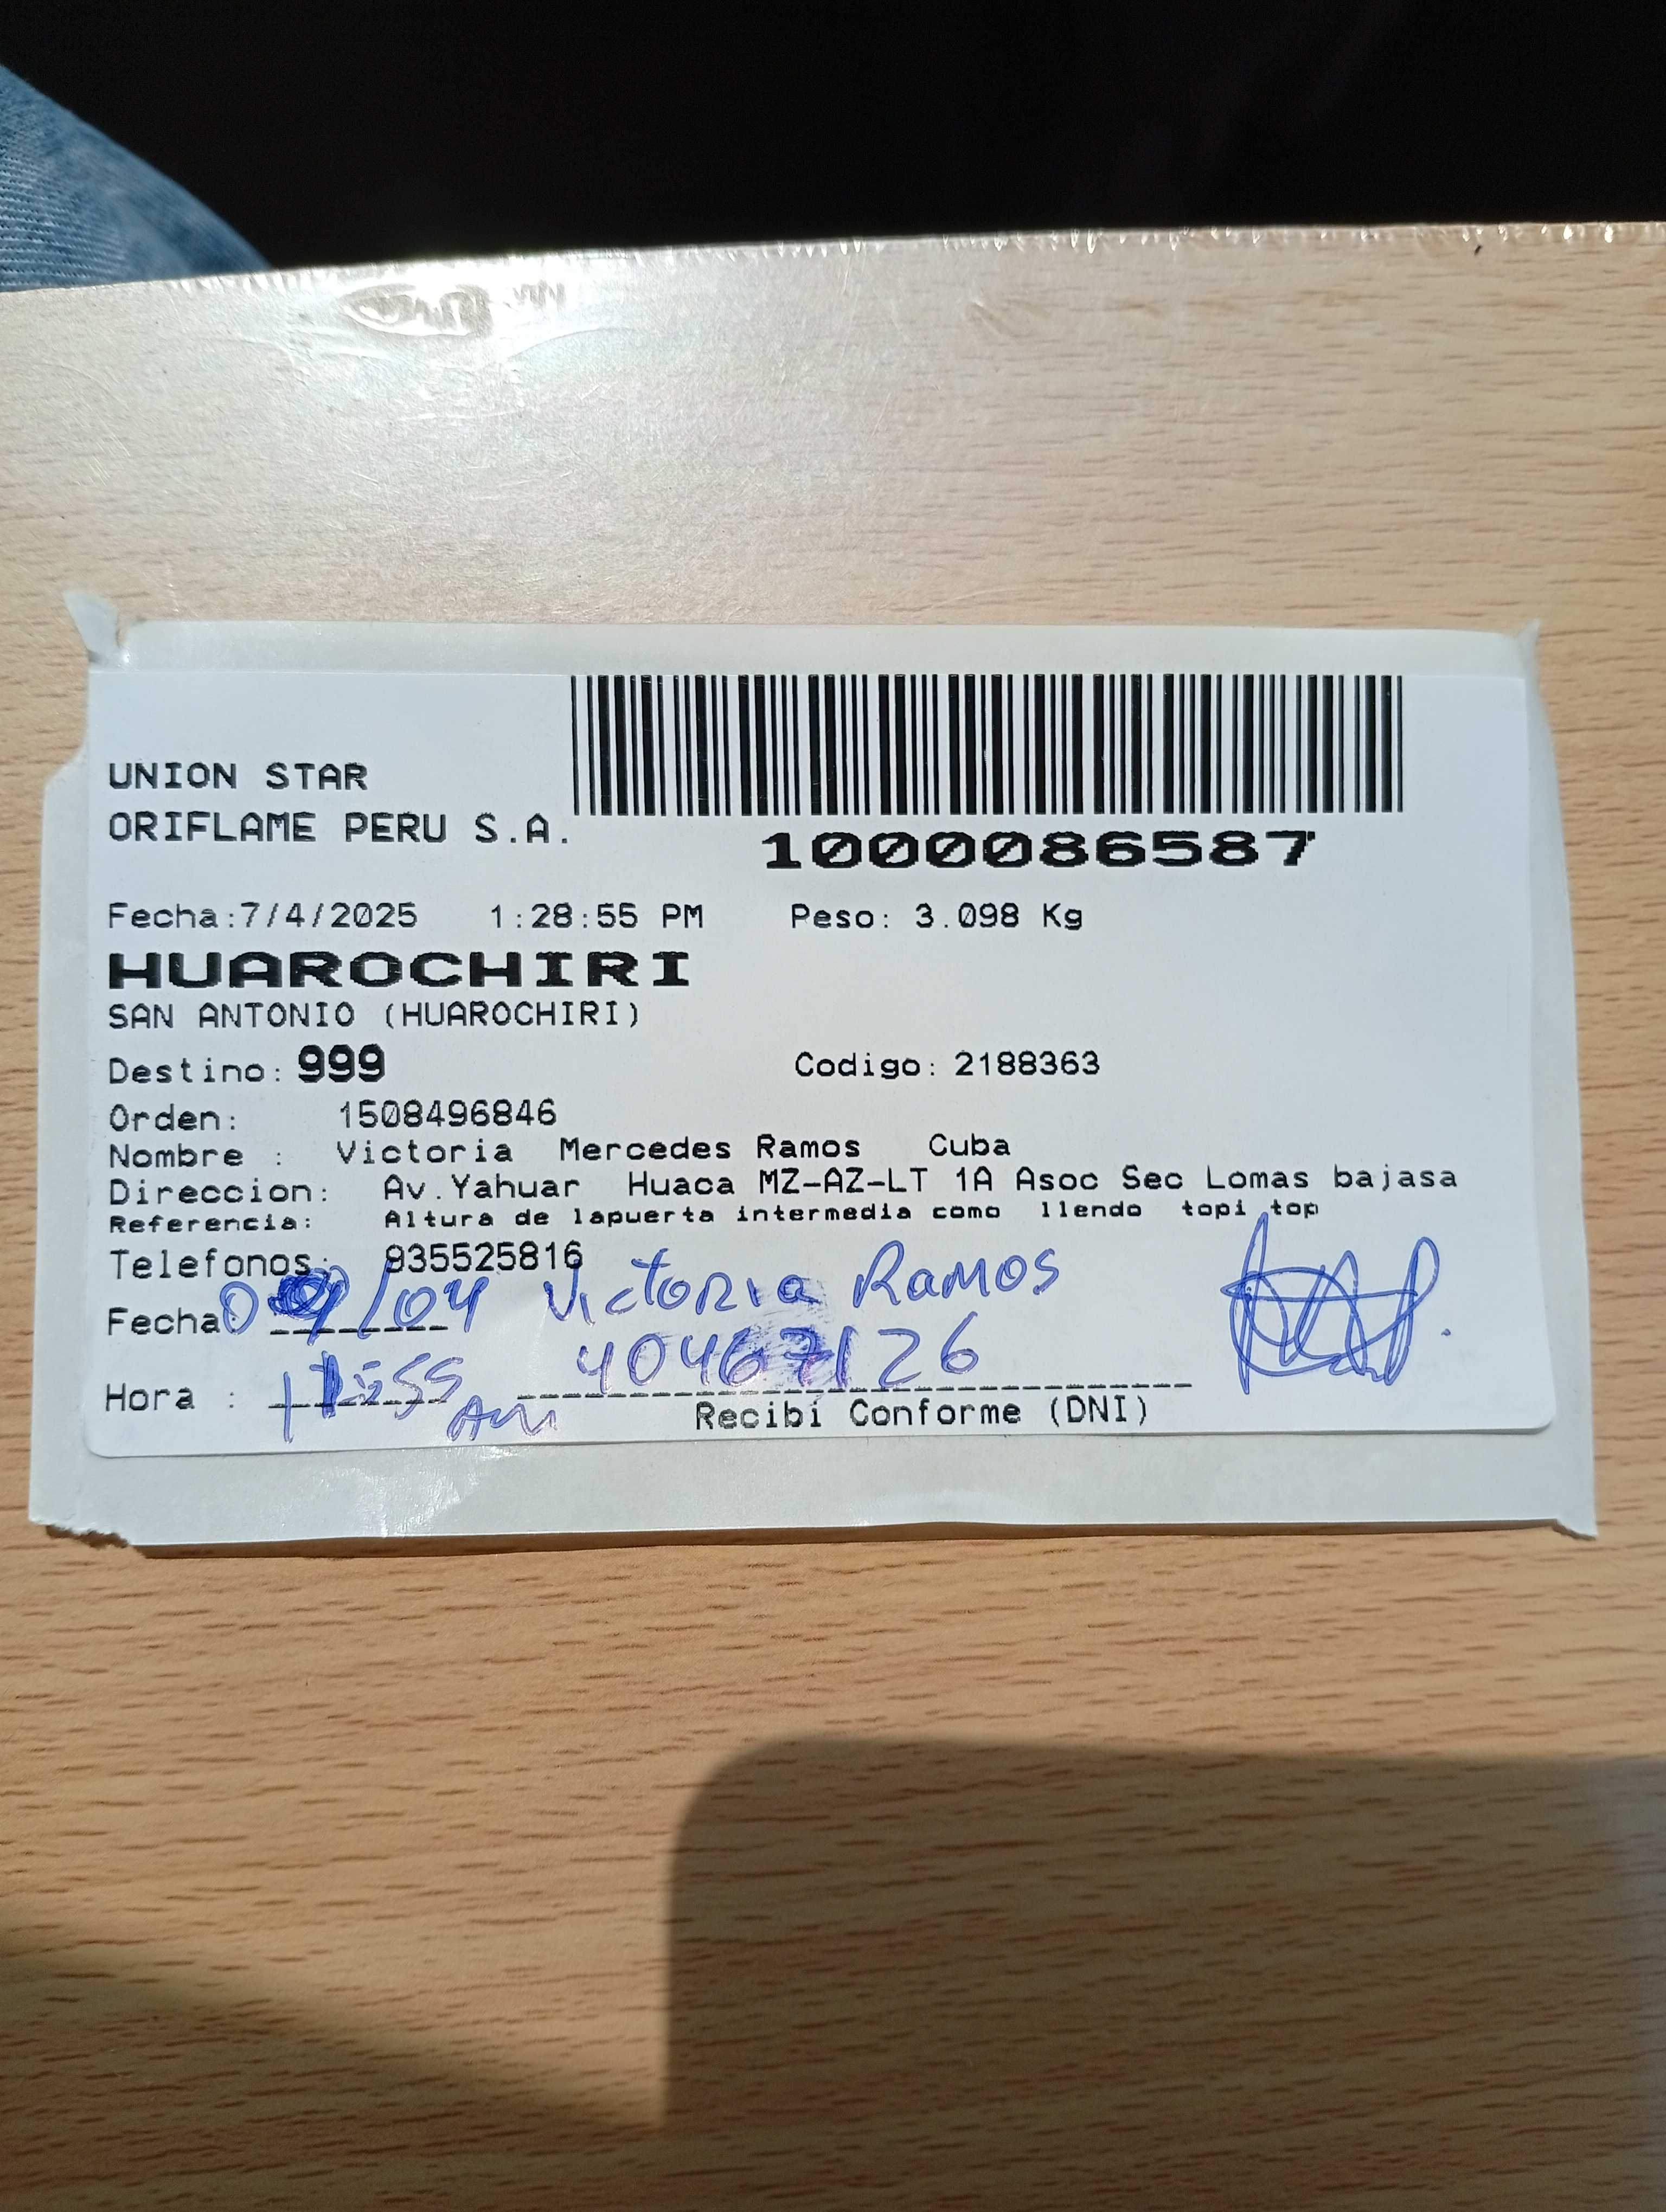 UNION STAR
ORIFLAME PERU S.A.
1000086587
Fecha:7/4/2025 1:28:55 PM Peso: 3.098 Kg
HUAROCHIRI
SAN ANTONIO (HUAROCHIRI)
Destino: 999 Codigo: 2188363
Orden: 1508496846
Nombre : Victoria Mercedes Ramos Cuba
Direccion: Av.Yahuar Huaca MZ-AZ-LT 1A Asoc Sec Lomas bajasa
Referencia: Altura de lapuerta intermedia como llendo topi top
Telefonos: 935525816
Fecha: /04 Victoria Ramos
40467126
Hora : Am
Recibí Conforme (DNI)